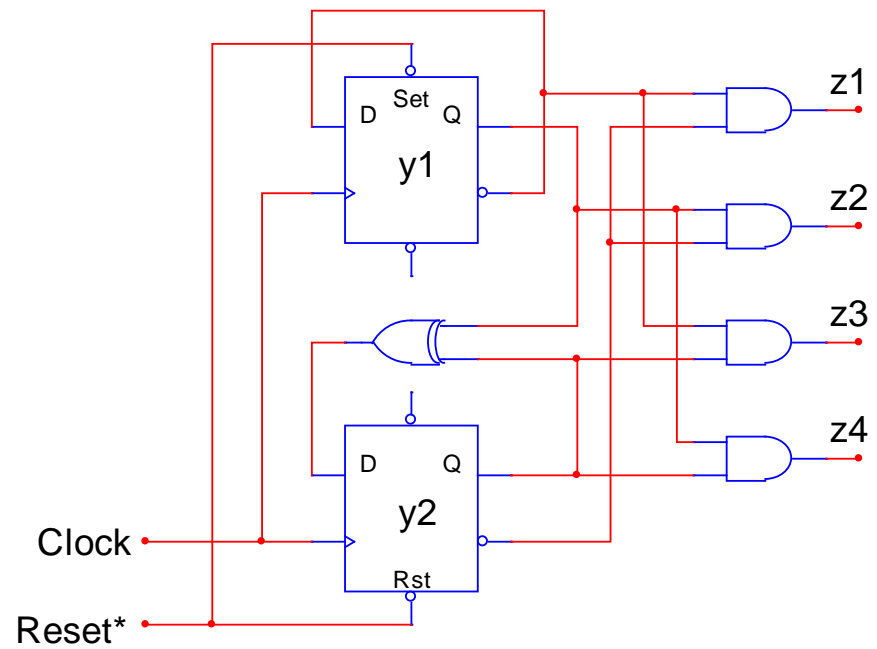 z1
Set
D Q
y1
z2
z3
z4
D Q
y2
Clock
Rst
Reset*